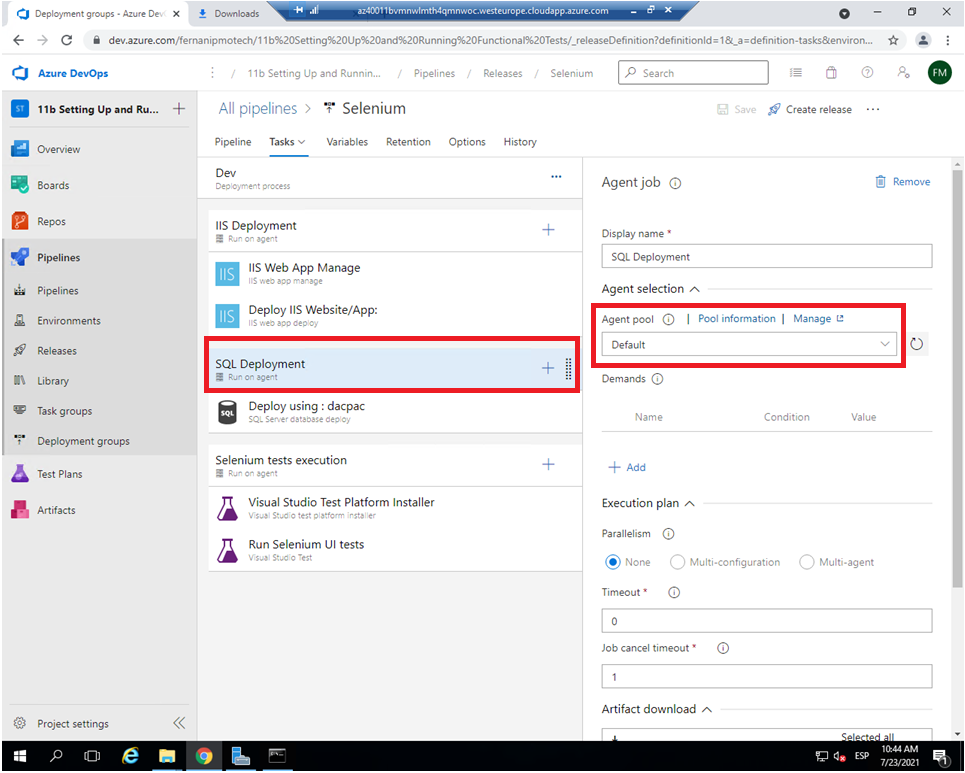 Deployment groups - Azure Dev
Downloads
az40011bvmnwlmth4qmnwoc.westeurope.cloudapp.azure.com
dev.azure.com/fernanipmotech/11b%20Setting%20Up%20and%20Running%20Functional%20Tests/_releaseDefinition?definitionId=1&_a=definition-tasks&environ...
Azure DevOps
/ 11b Setting Up and Runnin... / Pipelines / Releases / Selenium
Search
FM
ST
11b Setting Up and Ru...
Overview
Boards
Repos
Pipelines
Pipelines
Environments
Releases
Library
Task groups
Deployment groups
Test Plans
Artifacts
Project settings
All pipelines > Selenium
Save
Create release
Pipeline
Tasks
Variables
Retention
Options
History
Dev
Deployment process
IIS Deployment
Run on agent
IIS
IIS Web App Manage
IIS web app manage
IIS
Deploy IIS Website/App:
IIS web app deploy
SQL Deployment
Run on agent
SQL
Deploy using : dacpac
SQL Server database deploy
Selenium tests execution
Run on agent
Visual Studio Test Platform Installer
Visual Studio test platform installer
Run Selenium UI tests
Visual Studio Test
Agent job
Remove
Display name *
SQL Deployment
Agent selection
Agent pool | Pool information | Manage
Default
Demands
Name Condition Value
Add
Execution plan
Parallelism
None
Multi-configuration
Multi-agent
Timeout *
0
Job cancel timeout *
1
Artifact download
Selected all
ESP
10:44 AM
7/23/2021
1